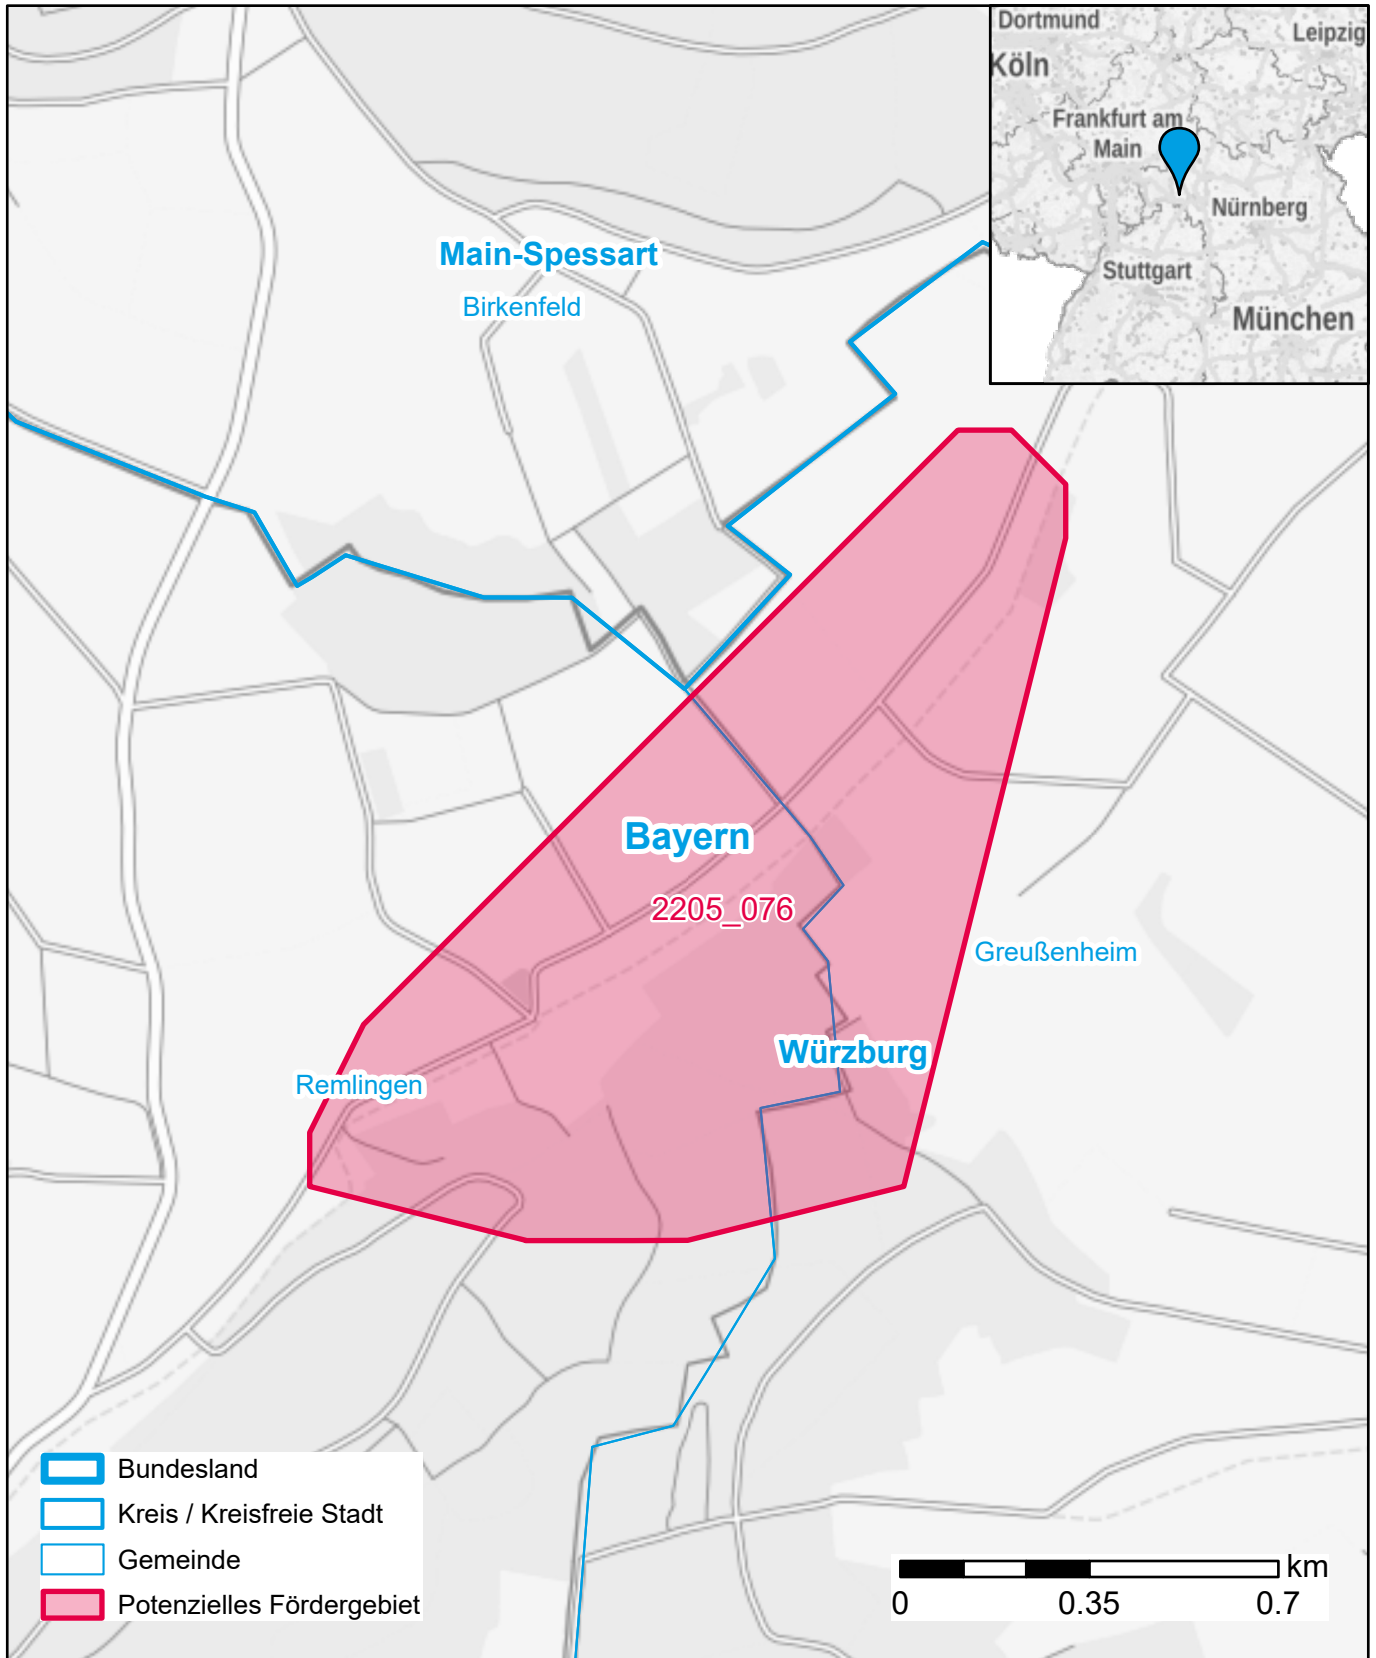 Dortmund
Leipzig
Köln
Frankfurt am
Main
Nürnberg
Stuttgart
München
Main-Spessart
Birkenfeld
Bayern
2205_076
Greußenheim
Würzburg
Remlingen
Bundesland
Kreis / Kreisfreie Stadt
Gemeinde
Potenzielles Fördergebiet
km
0 0.35 0.7